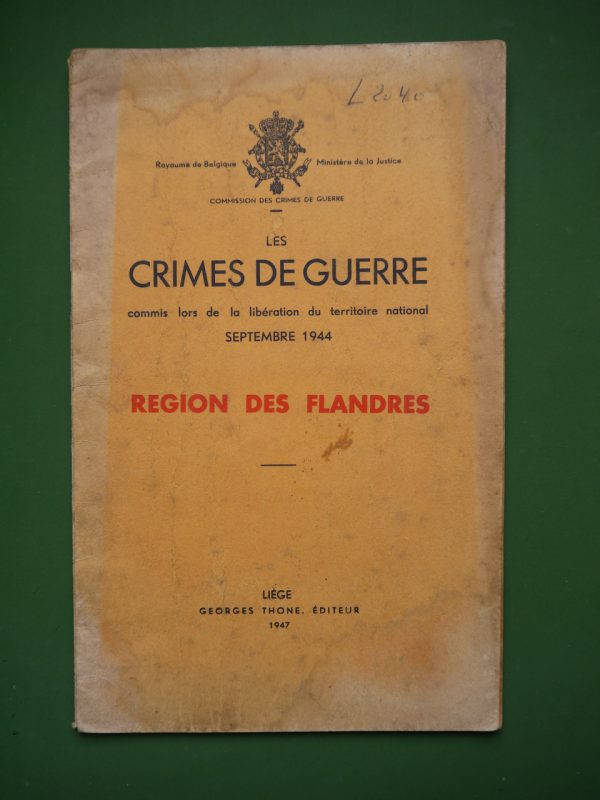 L 2040
Royaume de Belgique Ministère de la Justice
COMMISSION DES CRIMES DE GUERRE
LES
CRIMES DE GUERRE
commis lors de la libération du territoire national
SEPTEMBRE 1944
REGION DES FLANDRES
LIÈGE
GEORGES THONE, ÉDITEUR
1947